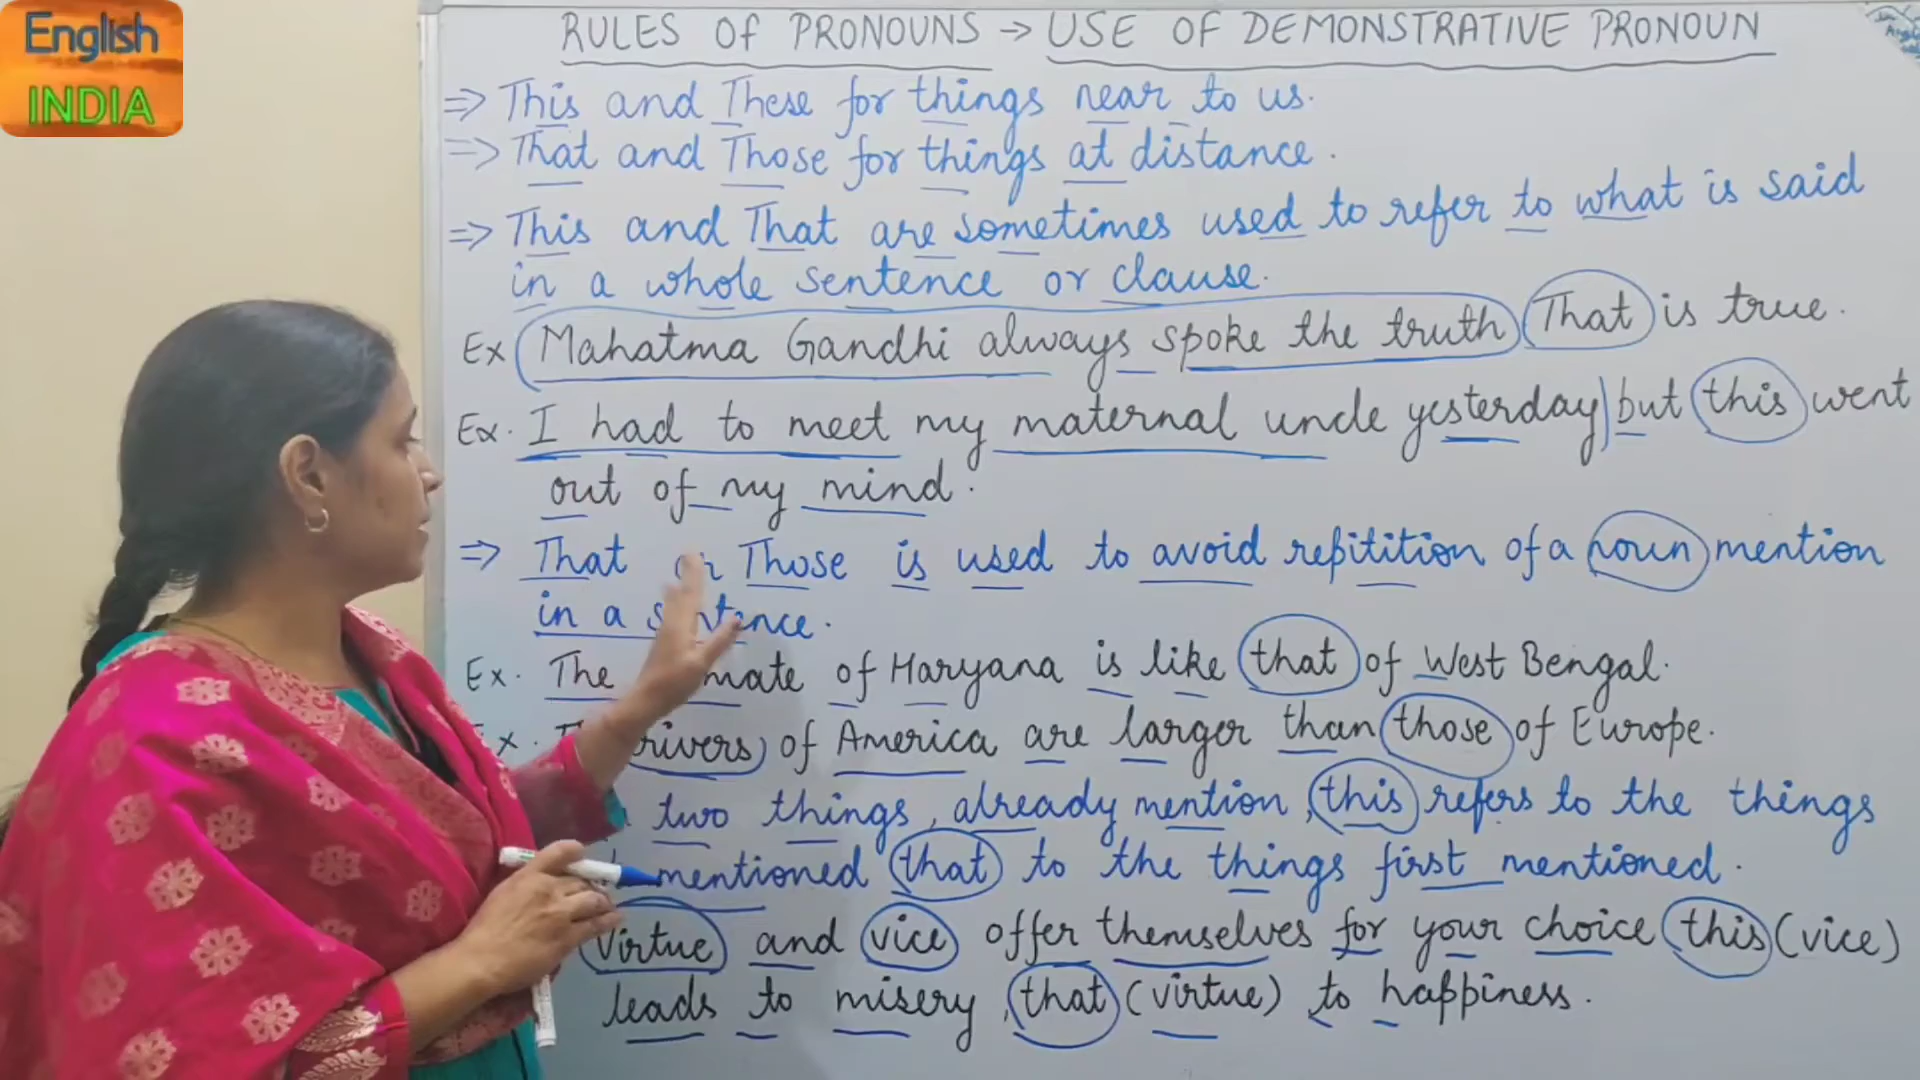 English
INDIA
RULES OF PRONOUNS → USE OF DEMONSTRATIVE PRONOUN
⇒ This and These for things near to us.
⇒ That and Those for things at distance.
⇒ This and That are sometimes used to refer to what is said
in a whole sentence or clause.
Ex Mahatma Gandhi always spoke the truth That is true.
Ex. I had to meet my maternal uncle yesterday but this went
out of my mind.
⇒ That Those is used to avoid repitition of a noun mention
in a sentence.
Ex. The of Haryana is like that of West Bengal.
rivers of America are larger than those of Europe.
two things, already mention, this refers to the things
mentioned that to the things first mentioned.
Virtue and vice offer themselves for your choice this (vice)
leads to misery, that (virtue) to happiness.